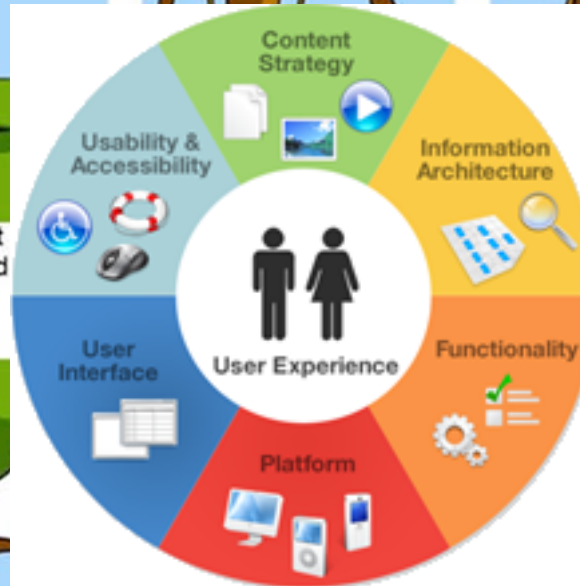 Content
Strategy
Usability &
Accessibility
Information
Architecture
User Experience
User
Interface
Functionality
Platform